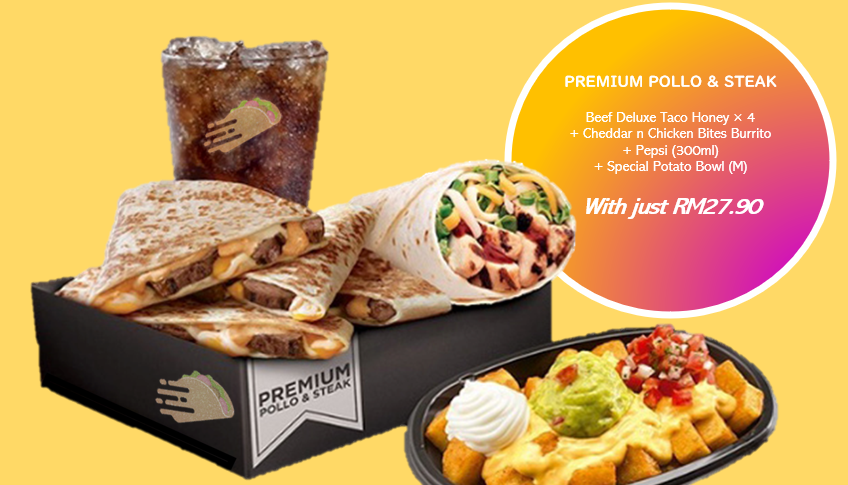 PREMIUM POLLO & STEAK
Beef Deluxe Taco Honey × 4
+ Cheddar n Chicken Bites Burrito
+ Pepsi (300ml)
+ Special Potato Bowl (M)
With just RM27.90
PREMIUM
POLLO & STEAK